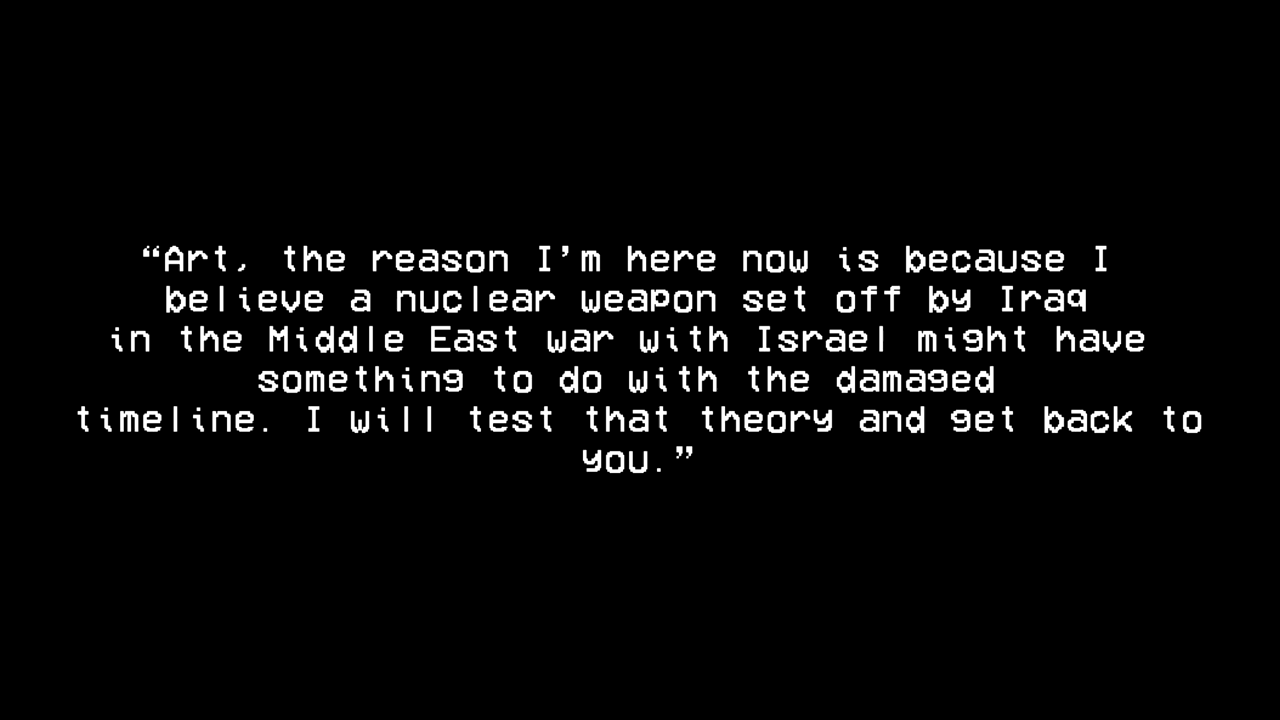 “Art, the reason I’m here now is because I
believe a nuclear weapon set off by Iraq
in the Middle East war with Israel might have
something to do with the damaged
timeline. I will test that theory and get back to
you.”